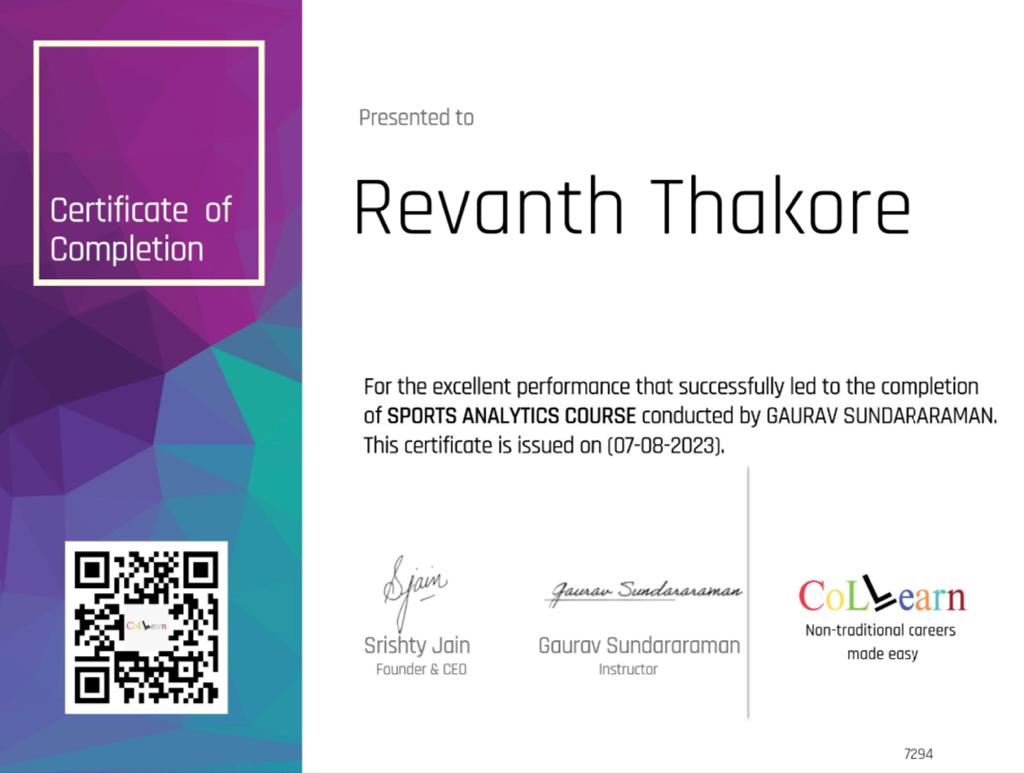 Certificate of
Completion
Presented to
Revanth Thakore
For the excellent performance that successfully led to the completion
of SPORTS ANALYTICS COURSE conducted by GAURAV SUNDARARAMAN.
This certificate is issued on (07-08-2023).
Sjain
Gaurav Sundararaman
Srishty Jain
Founder & CEO
Gaurav Sundararaman
Instructor
CoLLearn
Non-traditional careers
made easy
CoLLearn
7294